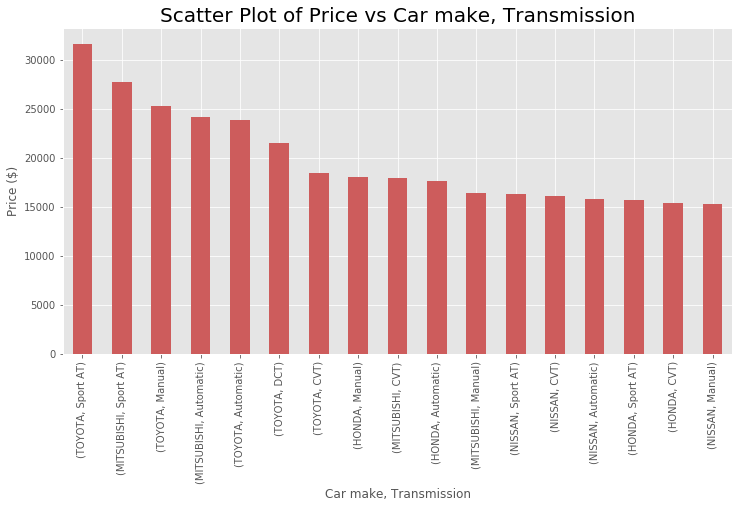 Scatter Plot of Price vs Car make, Transmission
Price ($)
30000
25000
20000
15000
10000
5000
0
(TOYOTA, Sport AT)
(MITSUBISHI, Sport AT)
(TOYOTA, Manual)
(MITSUBISHI, Automatic)
(TOYOTA, Automatic)
(TOYOTA, DCT)
(TOYOTA, CVT)
(HONDA, Manual)
(MITSUBISHI, CVT)
(HONDA, Automatic)
(MITSUBISHI, Manual)
(NISSAN, Sport AT)
(NISSAN, CVT)
(NISSAN, Automatic)
(HONDA, Sport AT)
(HONDA, CVT)
(NISSAN, Manual)
Car make, Transmission